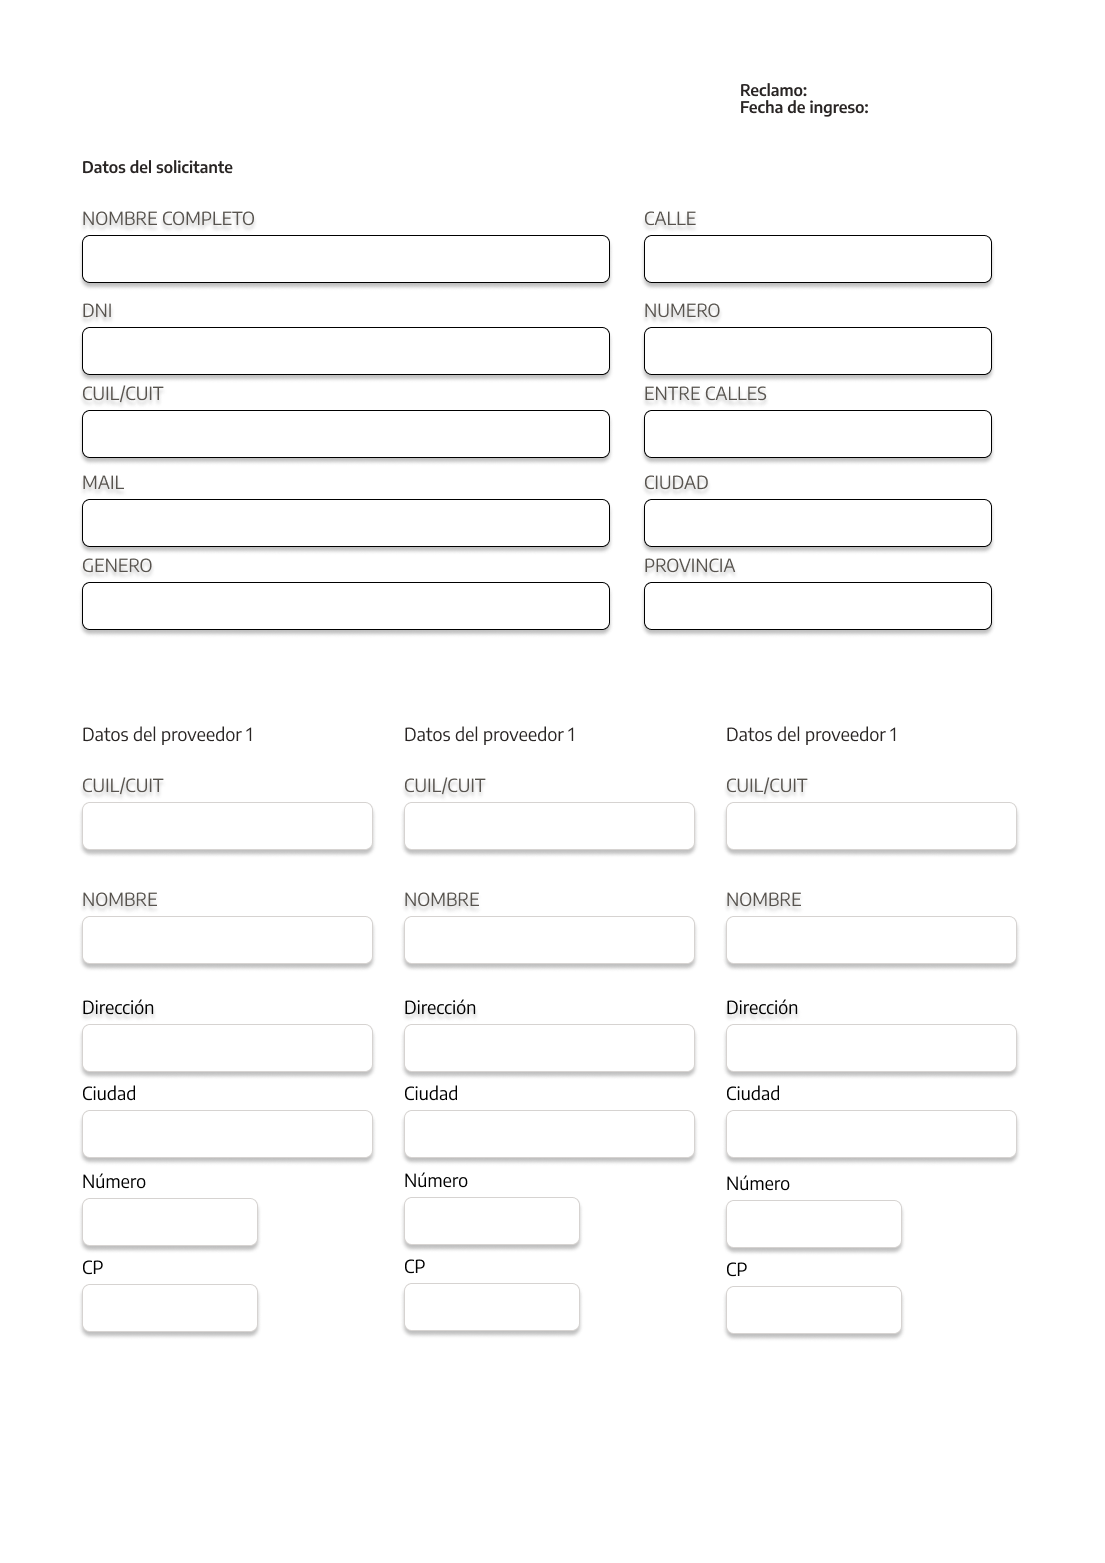 Reclamo:
Fecha de ingreso:
Datos del solicitante
NOMBRE COMPLETO
CALLE
DNI
NUMERO
CUIL/CUIT
ENTRE CALLES
MAIL
CIUDAD
GENERO
PROVINCIA
Datos del proveedor 1
Datos del proveedor 1
Datos del proveedor 1
CUIL/CUIT
CUIL/CUIT
CUIL/CUIT
NOMBRE
NOMBRE
NOMBRE
Dirección
Dirección
Dirección
Ciudad
Ciudad
Ciudad
Número
Número
Número
CP
CP
CP